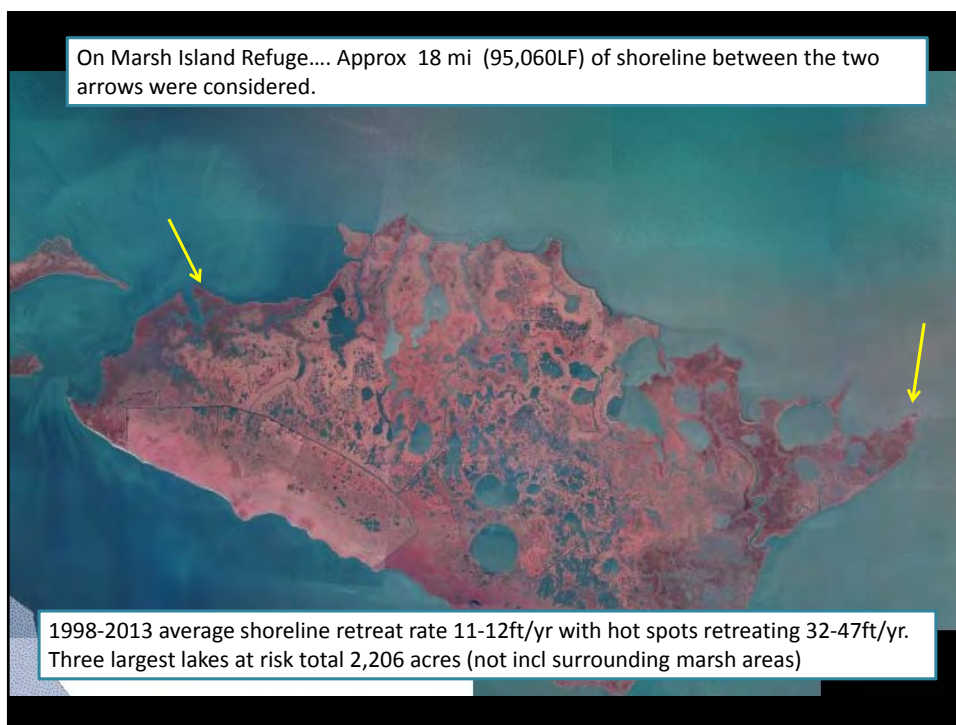 On Marsh Island Refuge…. Approx  18 mi  (95,060LF) of shoreline between the two
arrows were considered.
1998-2013 average shoreline retreat rate 11-12ft/yr with hot spots retreating 32-47ft/yr.
Three largest lakes at risk total 2,206 acres (not incl surrounding marsh areas)